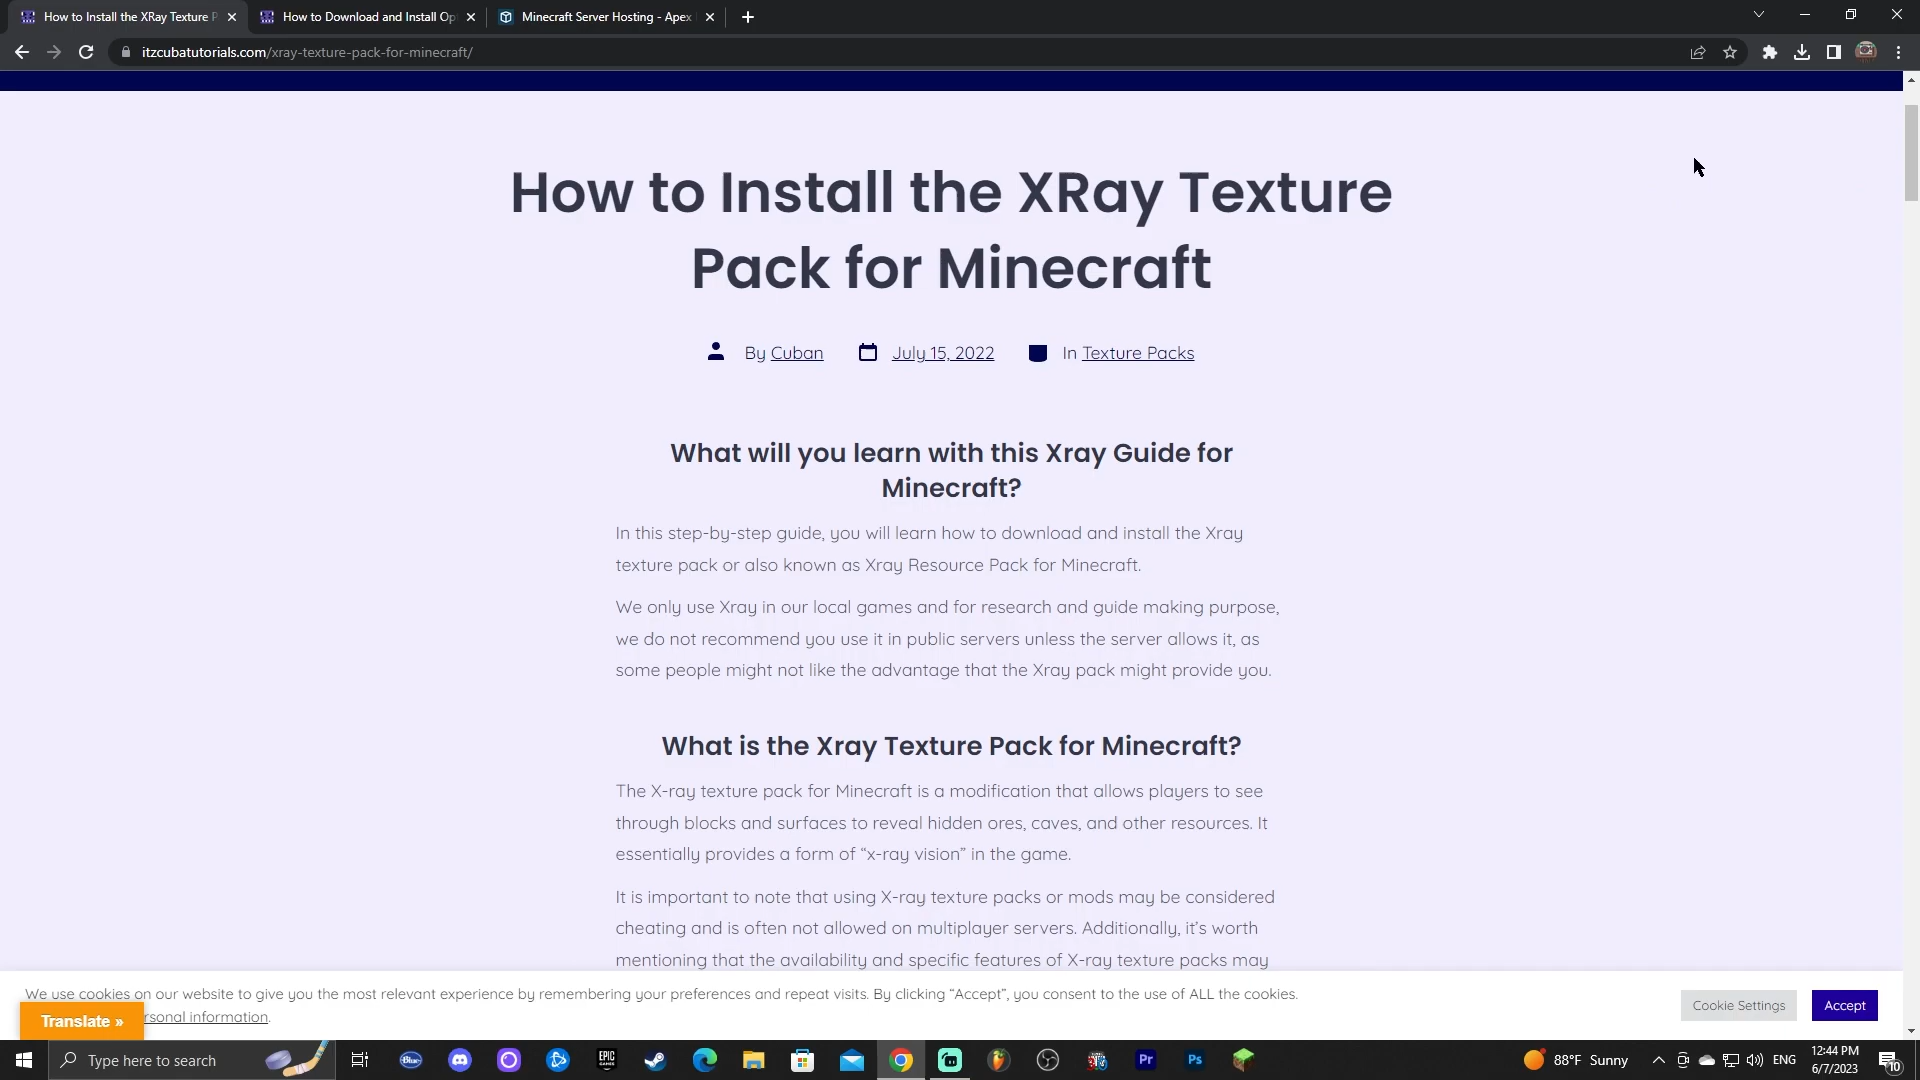 How to Install the XRay Texture P
How to Download and Install Op
Minecraft Server Hosting - Apex
itzcubatutorials.com/xray-texture-pack-for-minecraft/
How to Install the XRay Texture
Pack for Minecraft
By Cuban July 15, 2022 In Texture Packs
What will you learn with this Xray Guide for
Minecraft?
In this step-by-step guide, you will learn how to download and install the Xray
texture pack or also known as Xray Resource Pack for Minecraft.
We only use Xray in our local games and for research and guide making purpose,
we do not recommend you use it in public servers unless the server allows it, as
some people might not like the advantage that the Xray pack might provide you.
What is the Xray Texture Pack for Minecraft?
The X-ray texture pack for Minecraft is a modification that allows players to see
through blocks and surfaces to reveal hidden ores, caves, and other resources. It
essentially provides a form of “x-ray vision” in the game.
It is important to note that using X-ray texture packs or mods may be considered
cheating and is often not allowed on multiplayer servers. Additionally, it’s worth
mentioning that the availability and specific features of X-ray texture packs may
We use cookies on our website to give you the most relevant experience by remembering your preferences and repeat visits. By clicking “Accept”, you consent to the use of ALL the cookies.
rsonal information.
Cookie Settings
Accept
Translate »
Type here to search
Blue
EPIC
GAMES
Pr
Ps
88°F Sunny
ENG
12:44 PM
6/7/2023
10